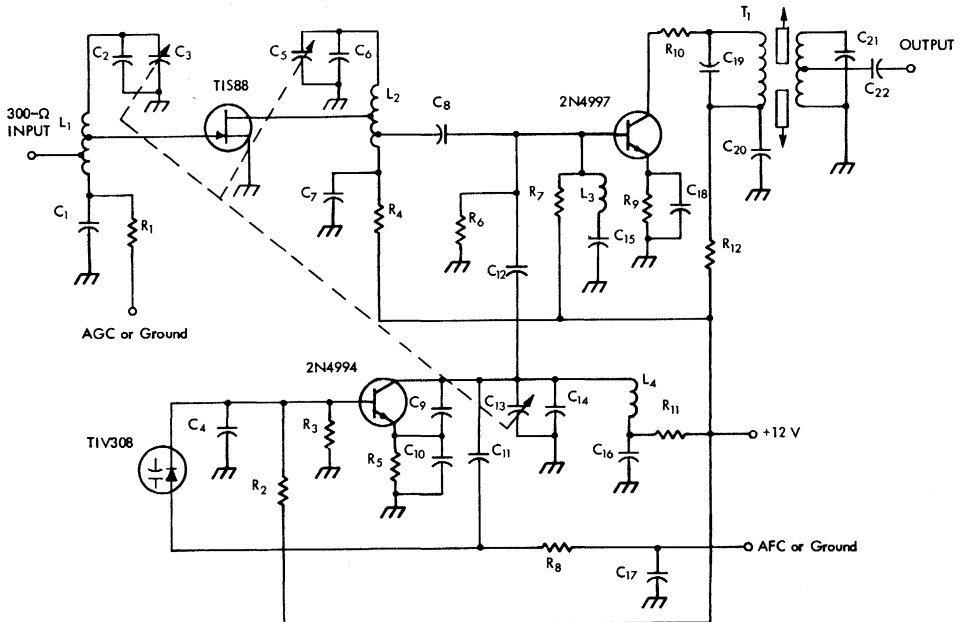 T₁
C₂
C₃
C₅
C₆
R₁₀
C₁₉
C₂₁
OUTPUT
C₂₂
TIS88
300-Ω
INPUT
L₁
L₂
C₈
2N4997
C₂₀
C₁
R₁
C₇
R₄
R₆
R₇
L₃
C₁₅
R₉
C₁₈
R₁₂
C₁₂
AGC or Ground
2N4994
L₄
C₄
R₃
C₉
C₁₃
C₁₄
R₁₁
+12 V
TIV308
R₂
R₅
C₁₀
C₁₁
C₁₆
R₈
C₁₇
AFC or Ground